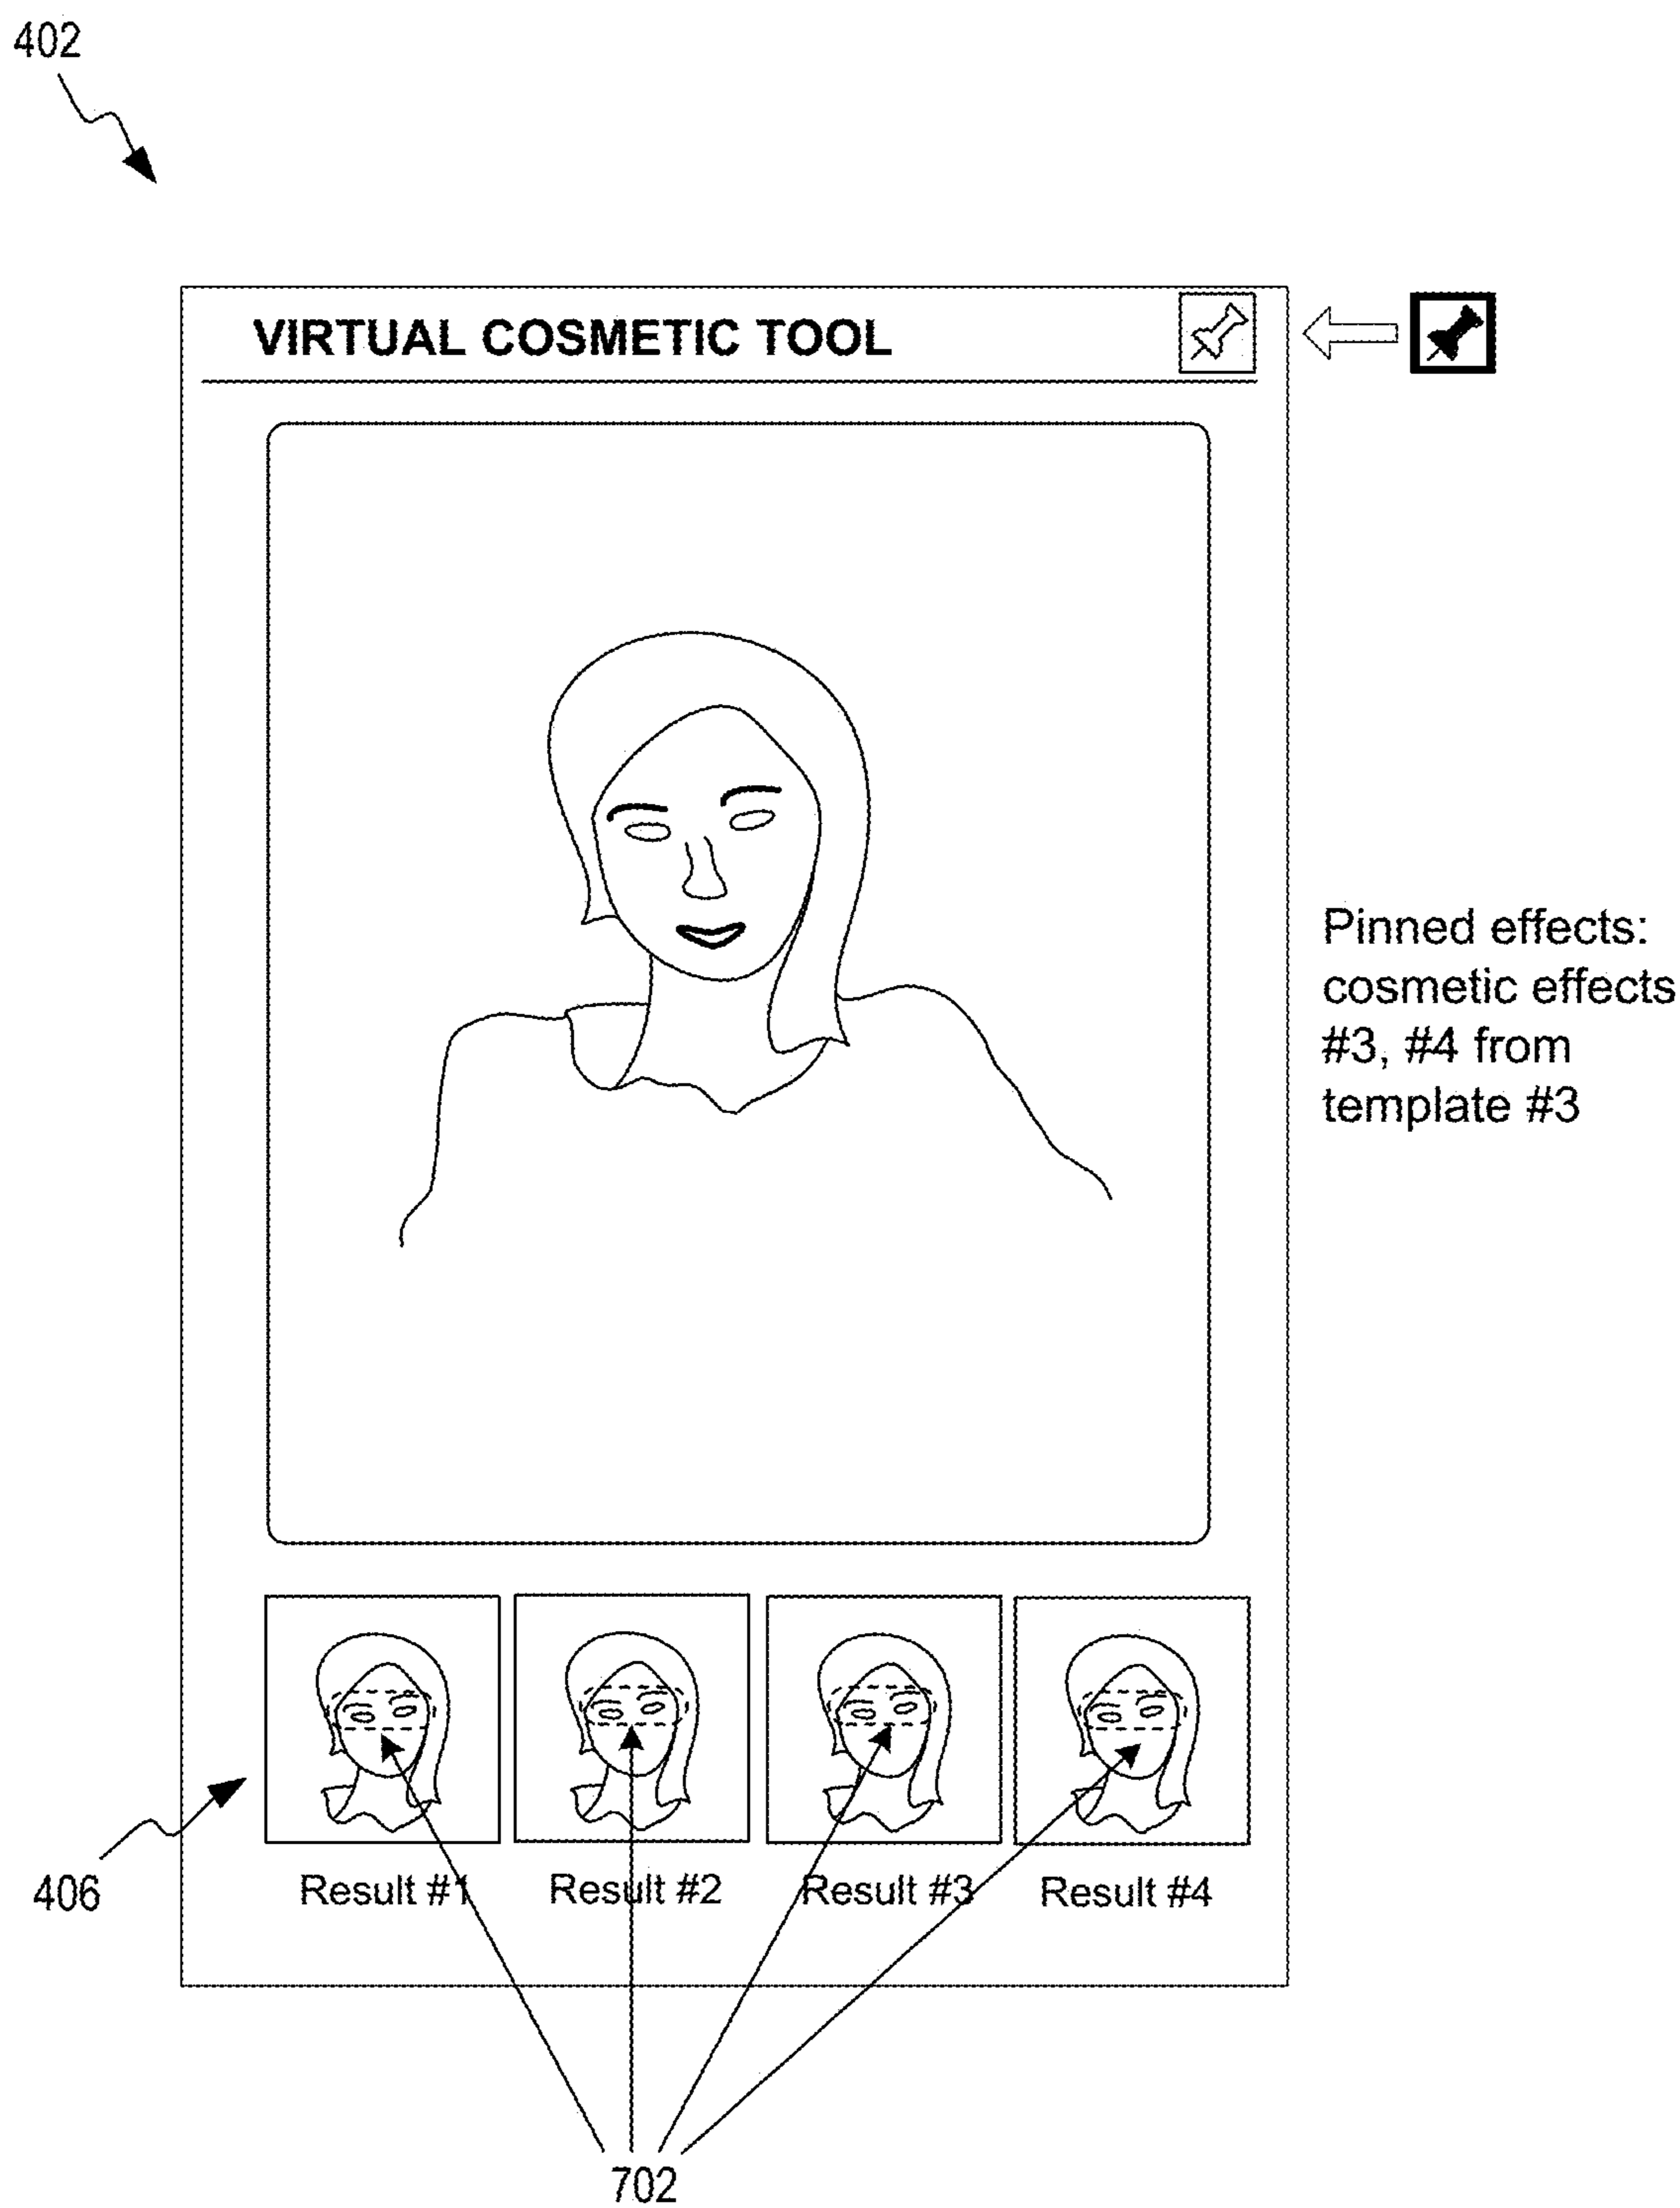 402
VIRTUAL COSMETIC TOOL
Pinned effects:
cosmetic effects
#3, #4 from
template #3
406
Result #1
Result #2
Result #3
Result #4
702